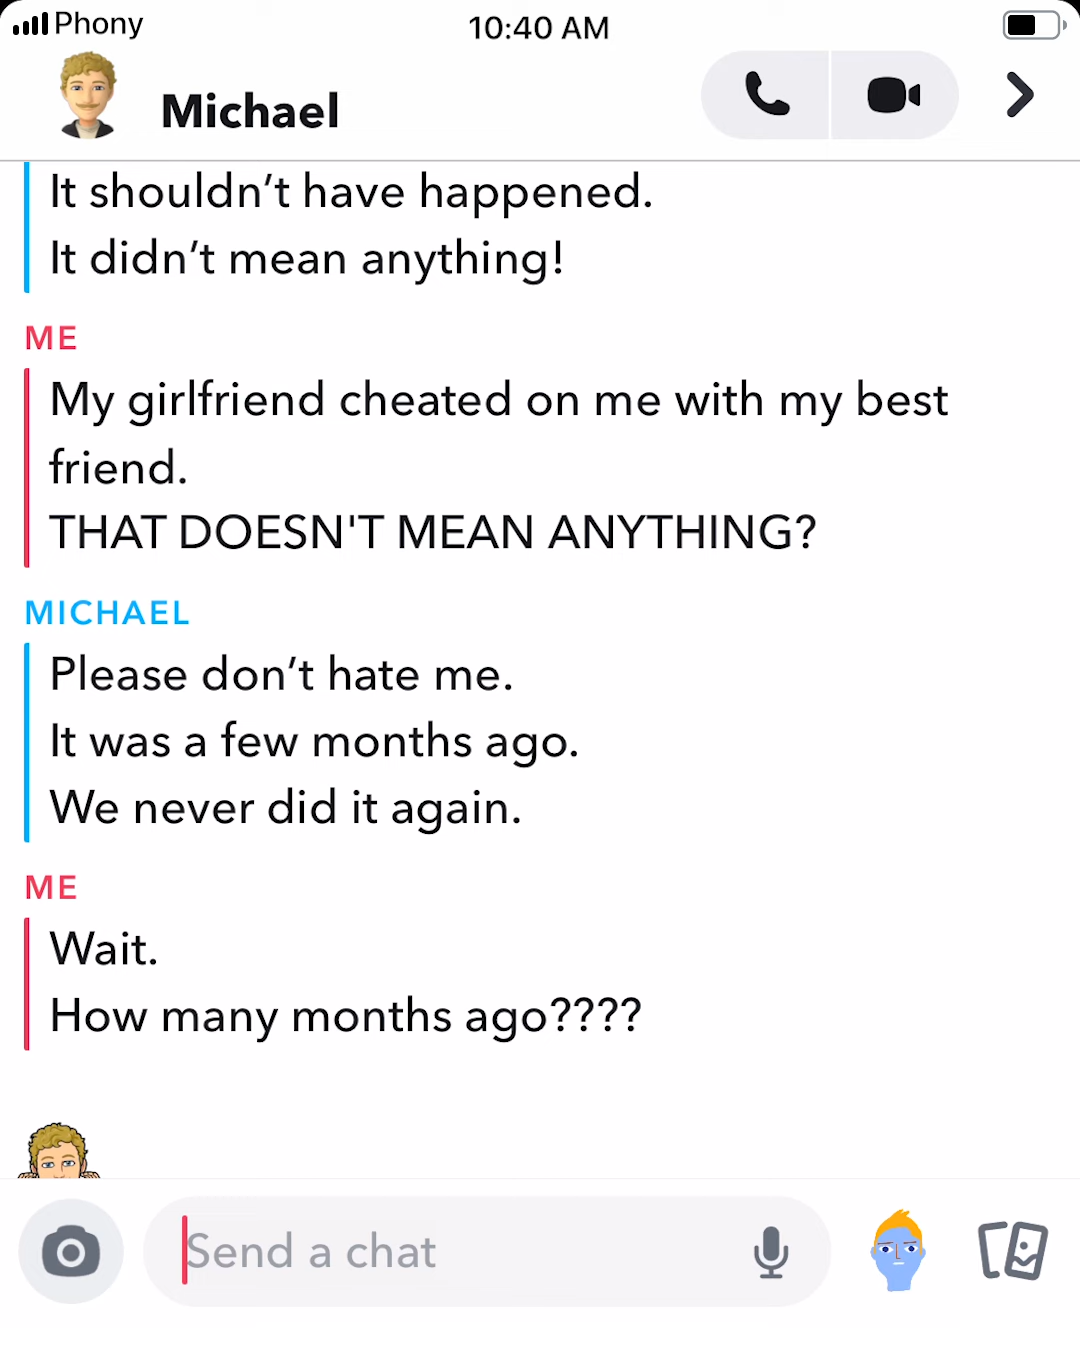 Phony 10:40 AM
Michael
It shouldn’t have happened.
It didn’t mean anything!
ME
My girlfriend cheated on me with my best
friend.
THAT DOESN'T MEAN ANYTHING?
MICHAEL
Please don’t hate me.
It was a few months ago.
We never did it again.
ME
Wait.
How many months ago????
Send a chat